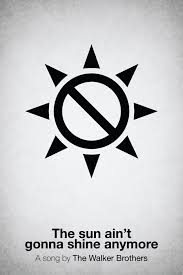 The sun ain't
gonna shine anymore
A song by The Walker Brothers